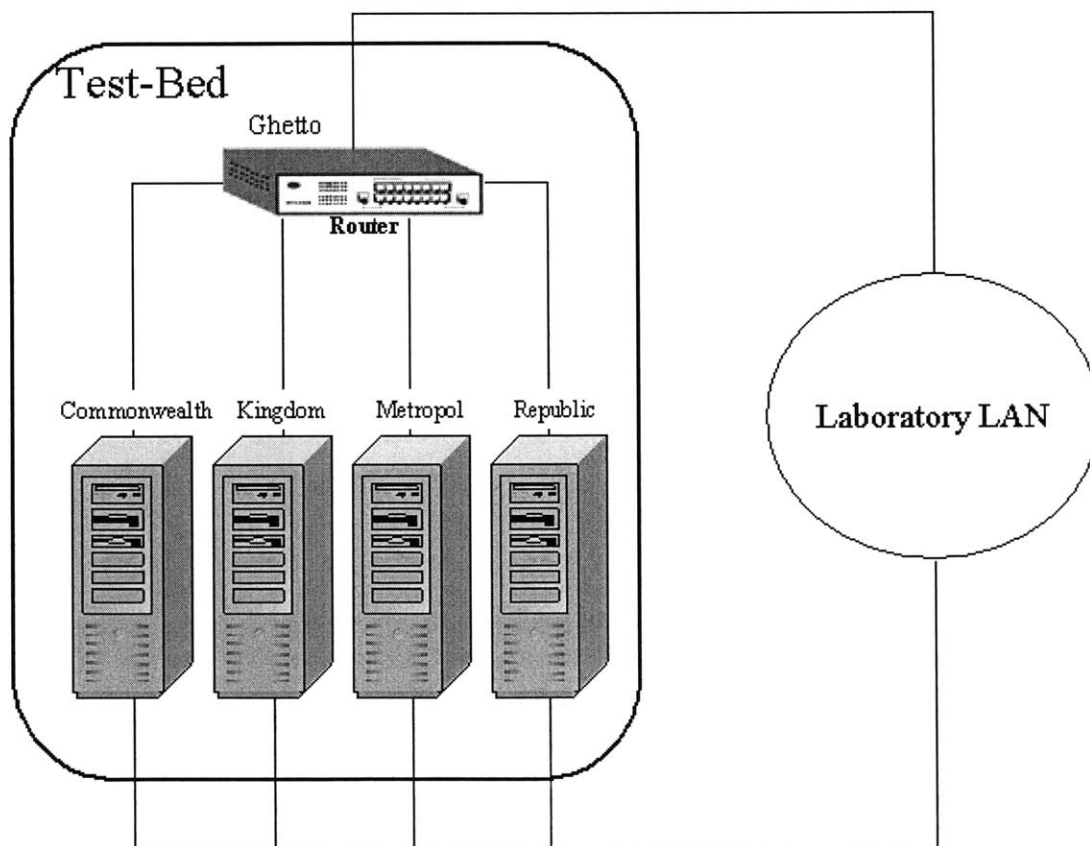 Test-Bed
Ghetto
Router
Commonwealth
Kingdom
Metropol
Republic
Laboratory LAN